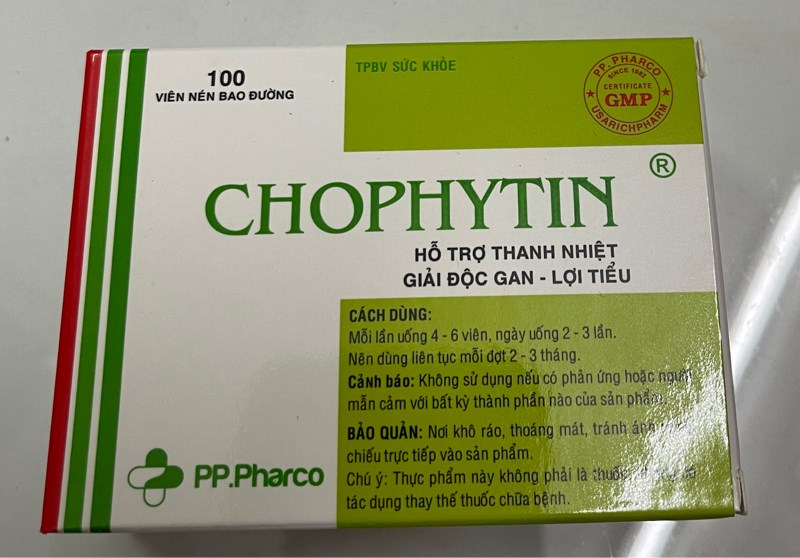 100
VIÊN NÉN BAO ĐƯỜNG
TPBV SỨC KHỎE
PP. PHARCO
SINCE 1982
CERTIFICATE
GMP
USARICHPHARM
CHOPHYTIN ®
HỖ TRỢ THANH NHIỆT
GIẢI ĐỘC GAN - LỢI TIỂU
CÁCH DÙNG:
Mỗi lần uống 4 - 6 viên, ngày uống 2 - 3 lần.
Nên dùng liên tục mỗi đợt 2 - 3 tháng.
Cảnh báo: Không sử dụng nếu có phản ứng hoặc người
mẫn cảm với bất kỳ thành phần nào của sản phẩm.
BẢO QUẢN: Nơi khô ráo, thoáng mát, tránh ánh
chiếu trực tiếp vào sản phẩm.
Chú ý: Thực phẩm này không phải là thuốc,
tác dụng thay thế thuốc chữa bệnh.
PP.Pharco